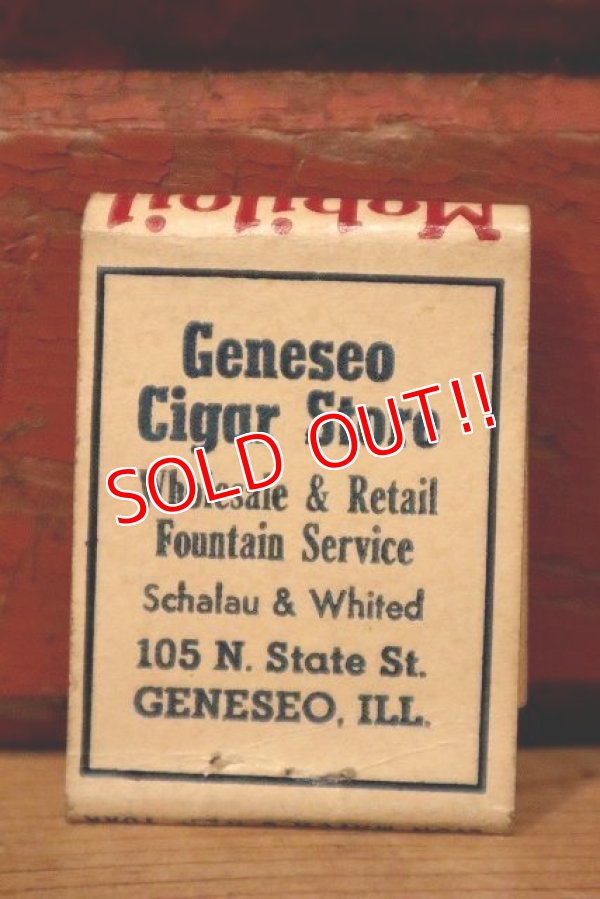 Mobiloil
Geneseo
Cigar Store
Wholesale & Retail
Fountain Service
Schalau & Whited
105 N. State St.
GENESEO, ILL.
SOLD OUT!!